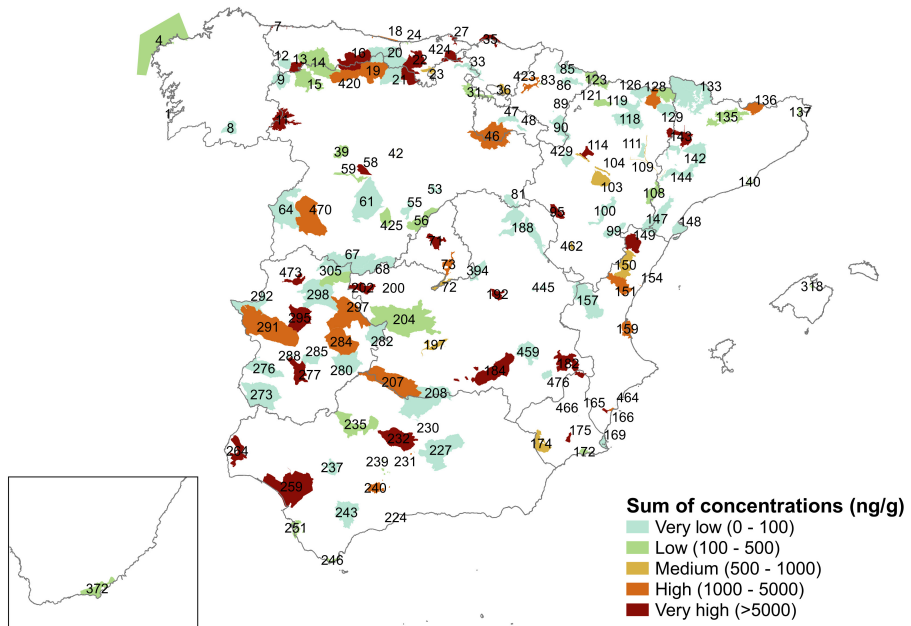 7 18 24 27 35
4
12 13 14 16 20 22 424 33
9 15 420 19 21 23 31 36 423 83 85 86 123 126 128 133
89 121 119 118 129 136 135 137
1 8 47 48 46 90 429 114 111 109 142 144 140
39 42 58 59 104 103 108
64 470 61 425 55 53 56 81 188 95 100 99 147 148 149
67 68 73 72 394 462 150 154 151
473 305 298 202 200 192 445 157 318
292 291 295 297 204 159
288 285 284 282 197
276 277 280 207 184 459 183
273 208 476 466 165 464 166
235 230 232 227 174 175 172 169
264 237 239 231
259 240
243 224
251 246
372
Sum of concentrations (ng/g)
Very low (0 - 100)
Low (100 - 500)
Medium (500 - 1000)
High (1000 - 5000)
Very high (>5000)